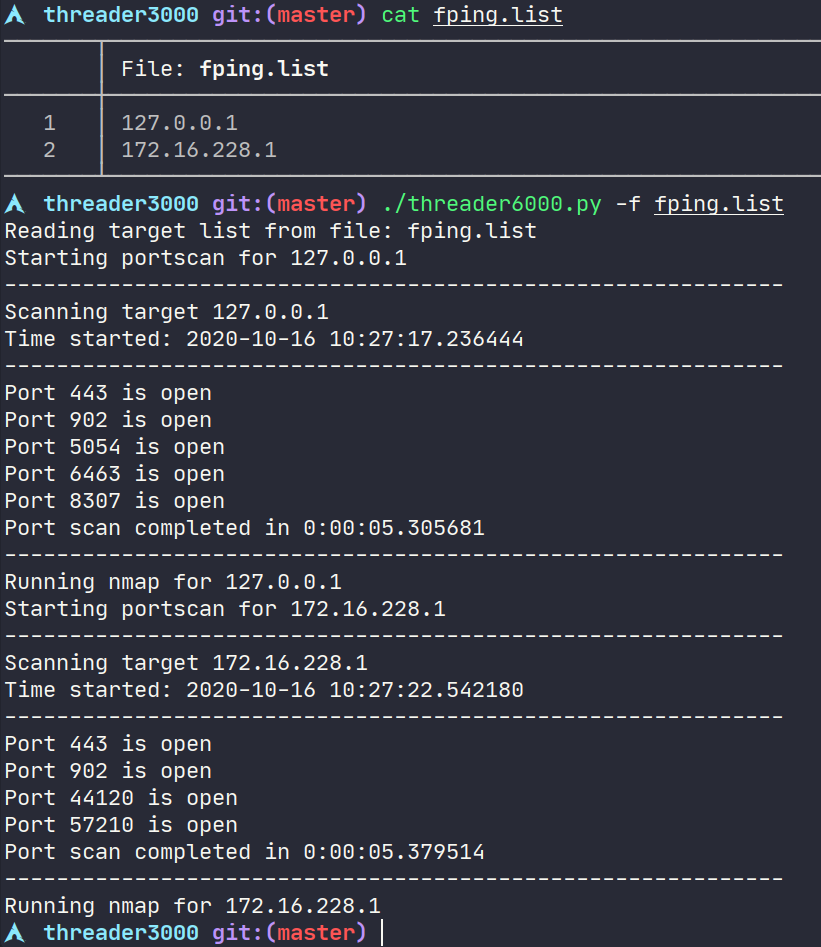 threader3000 git:(master) cat fping.list
File: fping.list
1 127.0.0.1
2 172.16.228.1
threader3000 git:(master) ./threader6000.py -f fping.list
Reading target list from file: fping.list
Starting portscan for 127.0.0.1
------------------------------------------------------------
Scanning target 127.0.0.1
Time started: 2020-10-16 10:27:17.236444
------------------------------------------------------------
Port 443 is open
Port 902 is open
Port 5054 is open
Port 6463 is open
Port 8307 is open
Port scan completed in 0:00:05.305681
------------------------------------------------------------
Running nmap for 127.0.0.1
Starting portscan for 172.16.228.1
------------------------------------------------------------
Scanning target 172.16.228.1
Time started: 2020-10-16 10:27:22.542180
------------------------------------------------------------
Port 443 is open
Port 902 is open
Port 44120 is open
Port 57210 is open
Port scan completed in 0:00:05.379514
------------------------------------------------------------
Running nmap for 172.16.228.1
threader3000 git:(master)